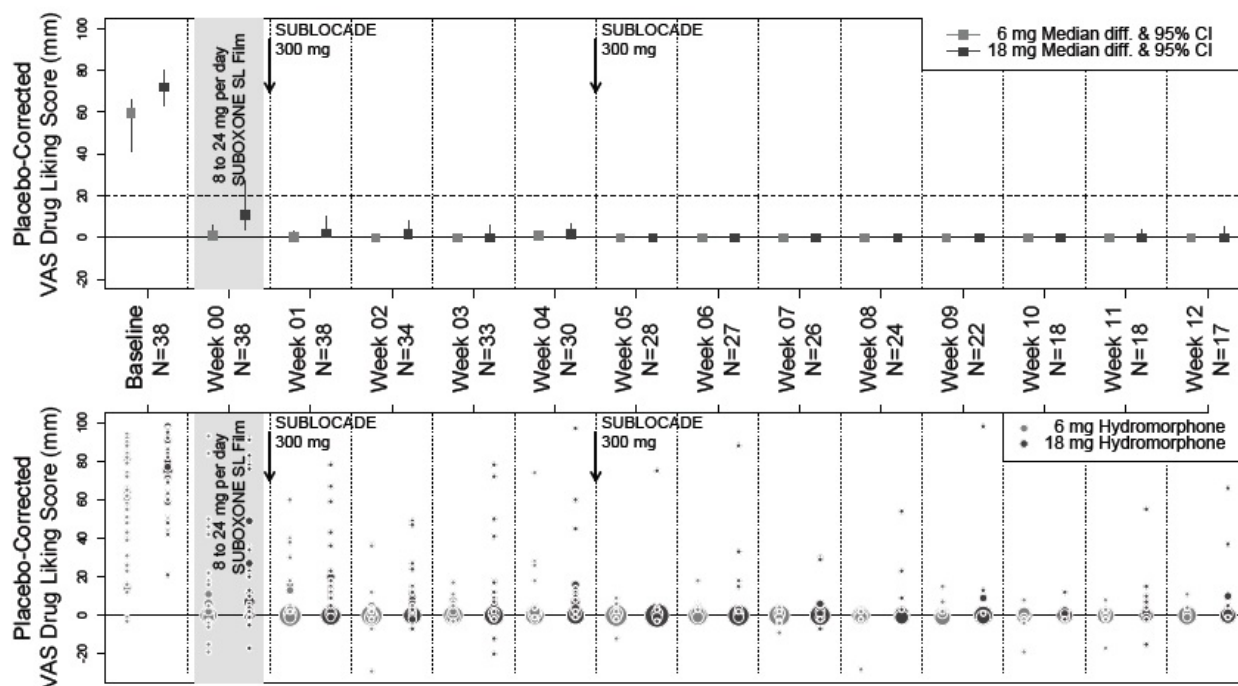 Placebo-Corrected
VAS Drug Liking Score (mm)
100
80
60
40
20
0
-20
8 to 24 mg per day
SUBOXONE SL Film
SUBLOCADE
300 mg
SUBLOCADE
300 mg
6 mg Median diff. & 95% CI
18 mg Median diff. & 95% CI
Baseline
N=38
Week 00
N=38
Week 01
N=38
Week 02
N=34
Week 03
N=33
Week 04
N=30
Week 05
N=28
Week 06
N=27
Week 07
N=26
Week 08
N=24
Week 09
N=22
Week 10
N=18
Week 11
N=18
Week 12
N=17
Placebo-Corrected
VAS Drug Liking Score (mm)
100
80
60
40
20
0
-20
8 to 24 mg per day
SUBOXONE SL Film
SUBLOCADE
300 mg
SUBLOCADE
300 mg
6 mg Hydromorphone
18 mg Hydromorphone